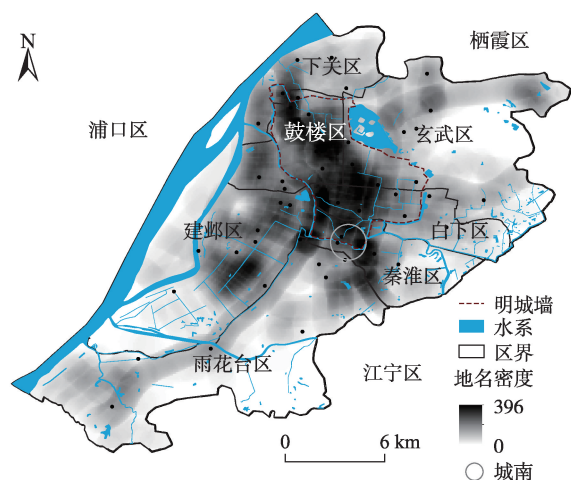 N
栖霞区
下关区
浦口区
鼓楼区
玄武区
建邺区
白下区
秦淮区
雨花台区
江宁区
明城墙
水系
区界
地名密度
396
0
城南
0 6 km